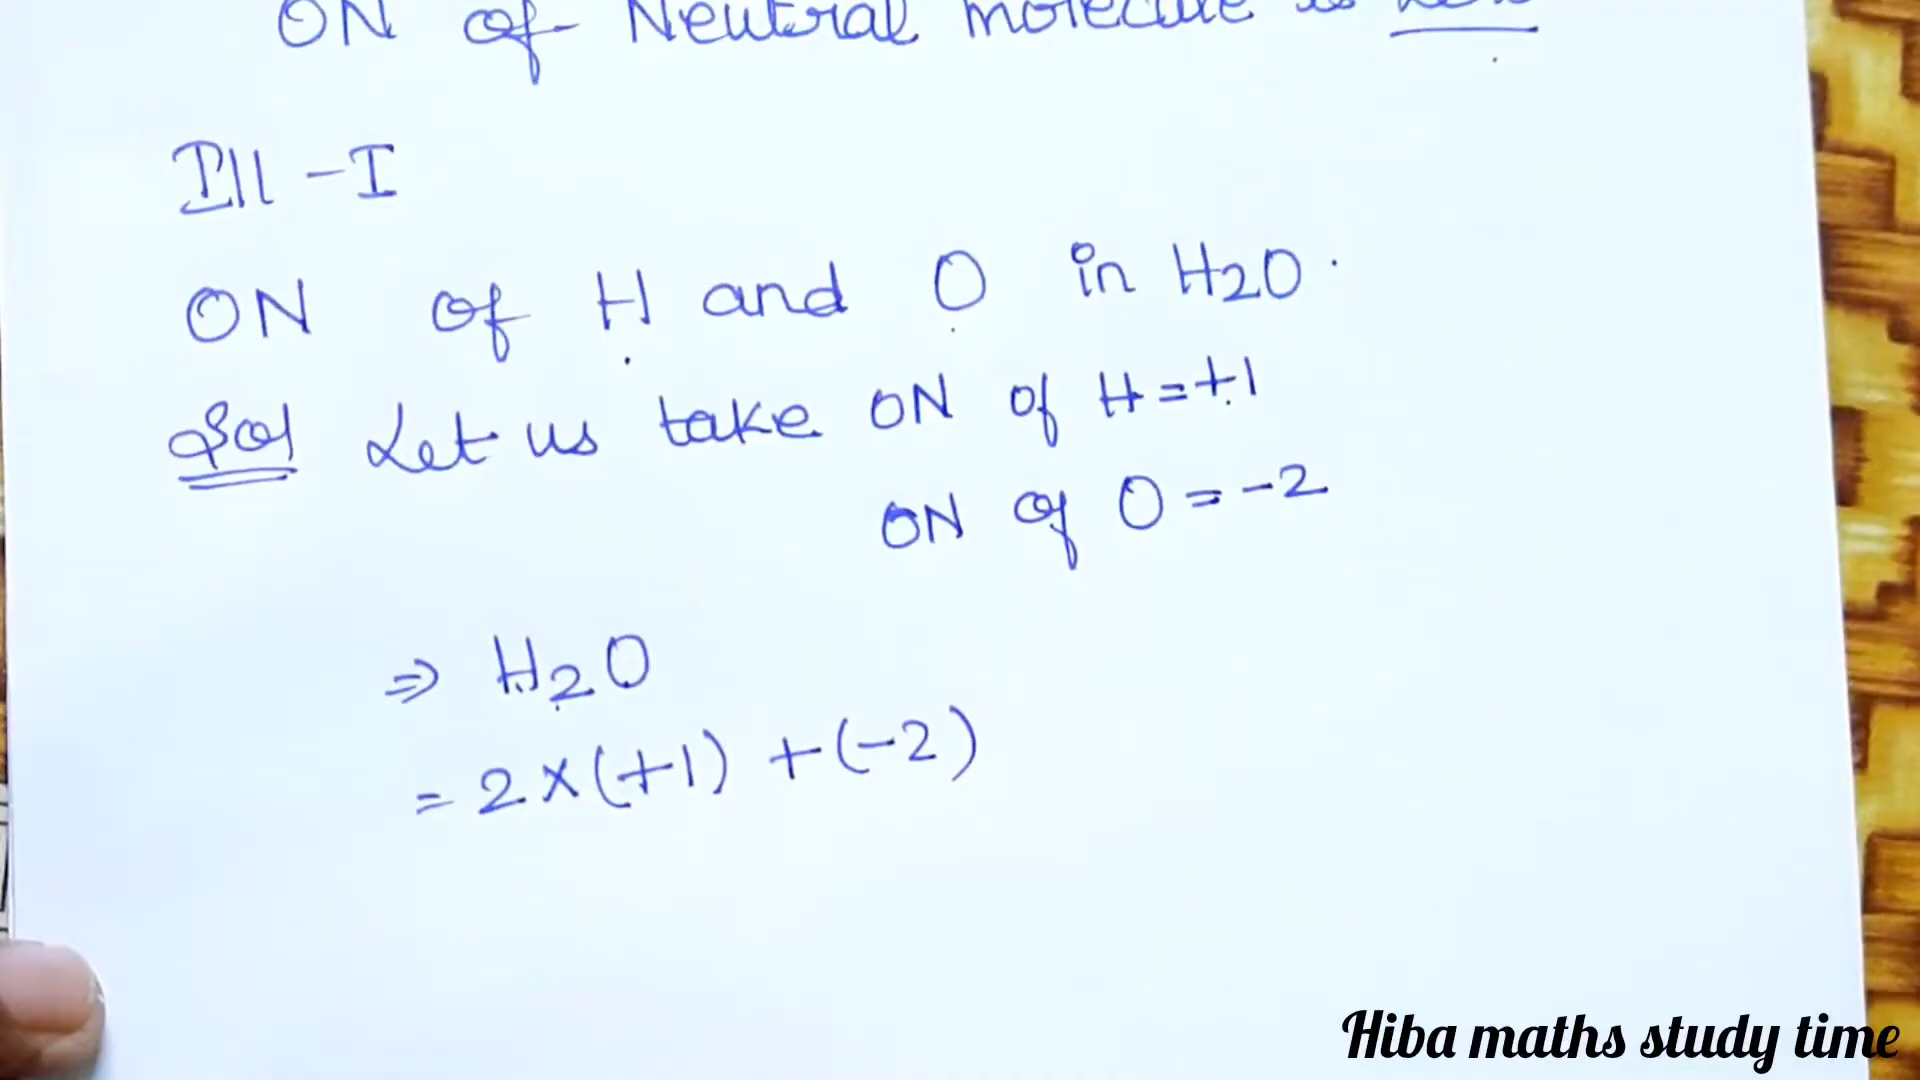 ON of Neutral molecule is
Ill - I
ON of H and O in H2O.
Sol Let us take ON of H = +1
ON of O = -2
⇒ H2O
= 2 × (+1) + (-2)
Hiba maths study time